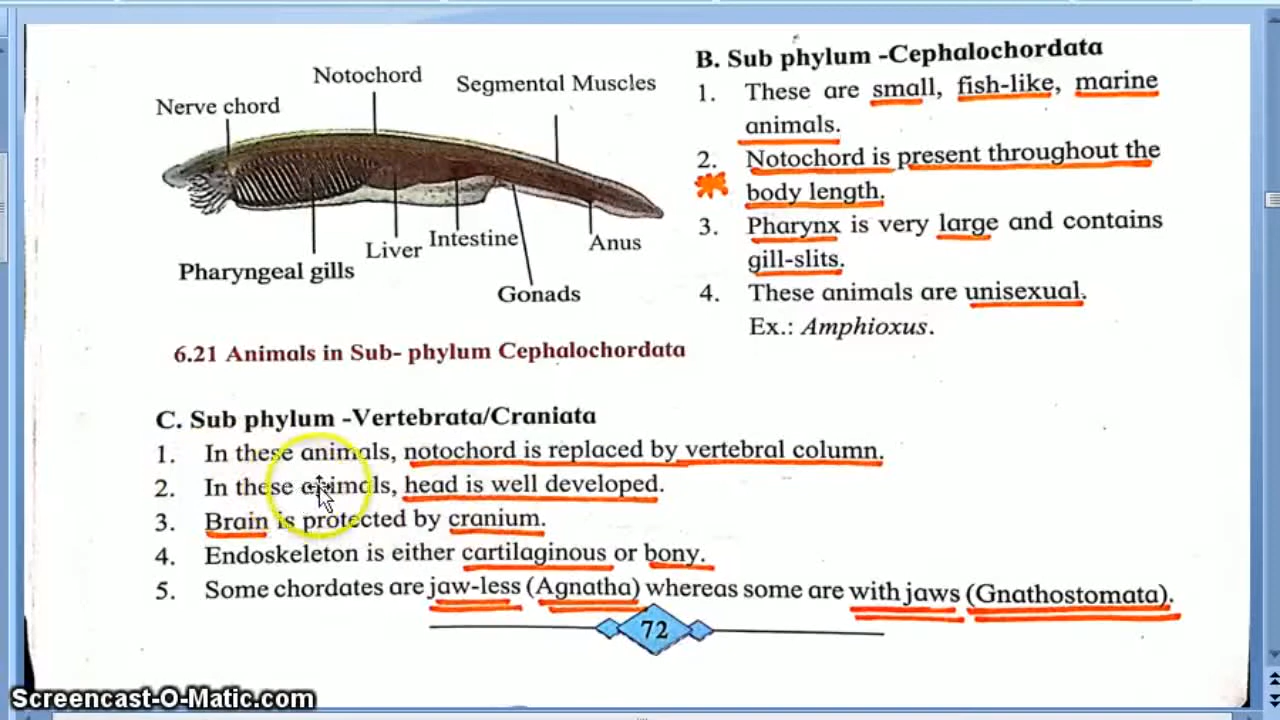 Notochord
Segmental Muscles
Nerve chord
Liver
Intestine
Anus
Pharyngeal gills
Gonads
6.21 Animals in Sub- phylum Cephalochordata
B. Sub phylum -Cephalochordata
1. These are small, fish-like, marine
animals.
2. Notochord is present throughout the
body length.
3. Pharynx is very large and contains
gill-slits.
4. These animals are unisexual.
Ex.: Amphioxus.
C. Sub phylum -Vertebrata/Craniata
1. In these animals, notochord is replaced by vertebral column.
2. In these animals, head is well developed.
3. Brain is protected by cranium.
4. Endoskeleton is either cartilaginous or bony.
5. Some chordates are jaw-less (Agnatha) whereas some are with jaws (Gnathostomata).
72
Screencast-O-Matic.com